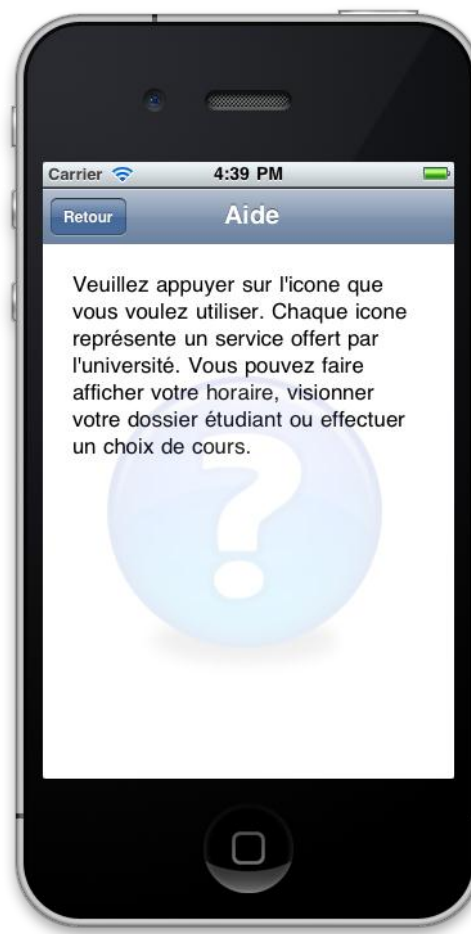 Carrier 4:39 PM
Retour Aide
Veuillez appuyer sur l'icone que
vous voulez utiliser. Chaque icone
représente un service offert par
l'université. Vous pouvez faire
afficher votre horaire, visionner
votre dossier étudiant ou effectuer
un choix de cours.
?